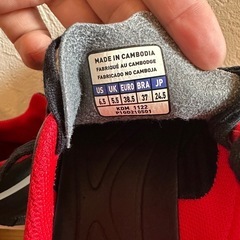 MADE IN CAMBODIA
FABRIQUÉ AU CAMBODGE
FABRICADO NO CAMBOJA
US UK EURO BRA JP
6.5 5.5 38.5 37 24.5
KDM 1122
P190210501